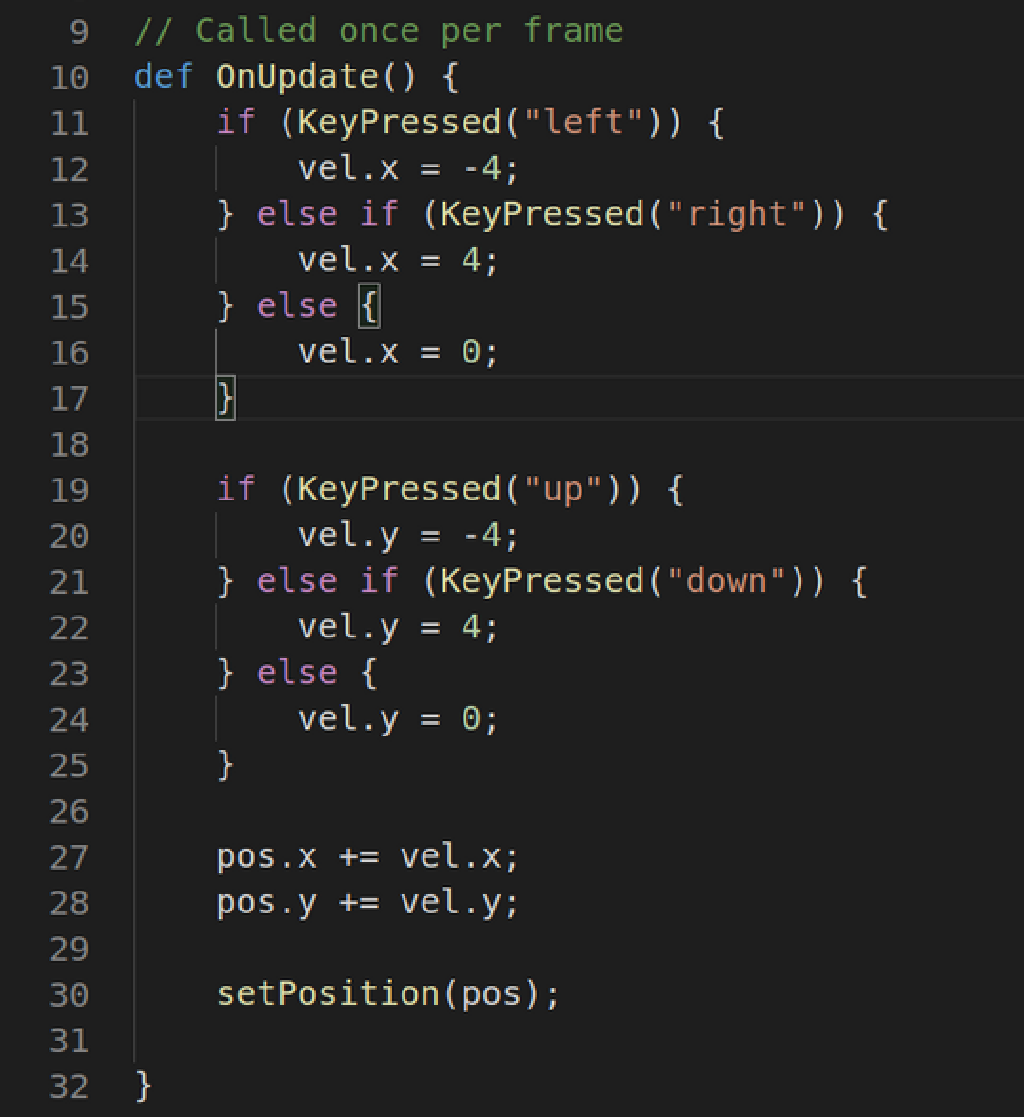 9 // Called once per frame
10 def OnUpdate() {
11     if (KeyPressed("left")) {
12         vel.x = -4;
13     } else if (KeyPressed("right")) {
14         vel.x = 4;
15     } else {
16         vel.x = 0;
17     }
18
19     if (KeyPressed("up")) {
20         vel.y = -4;
21     } else if (KeyPressed("down")) {
22         vel.y = 4;
23     } else {
24         vel.y = 0;
25     }
26
27     pos.x += vel.x;
28     pos.y += vel.y;
29
30     setPosition(pos);
31
32 }